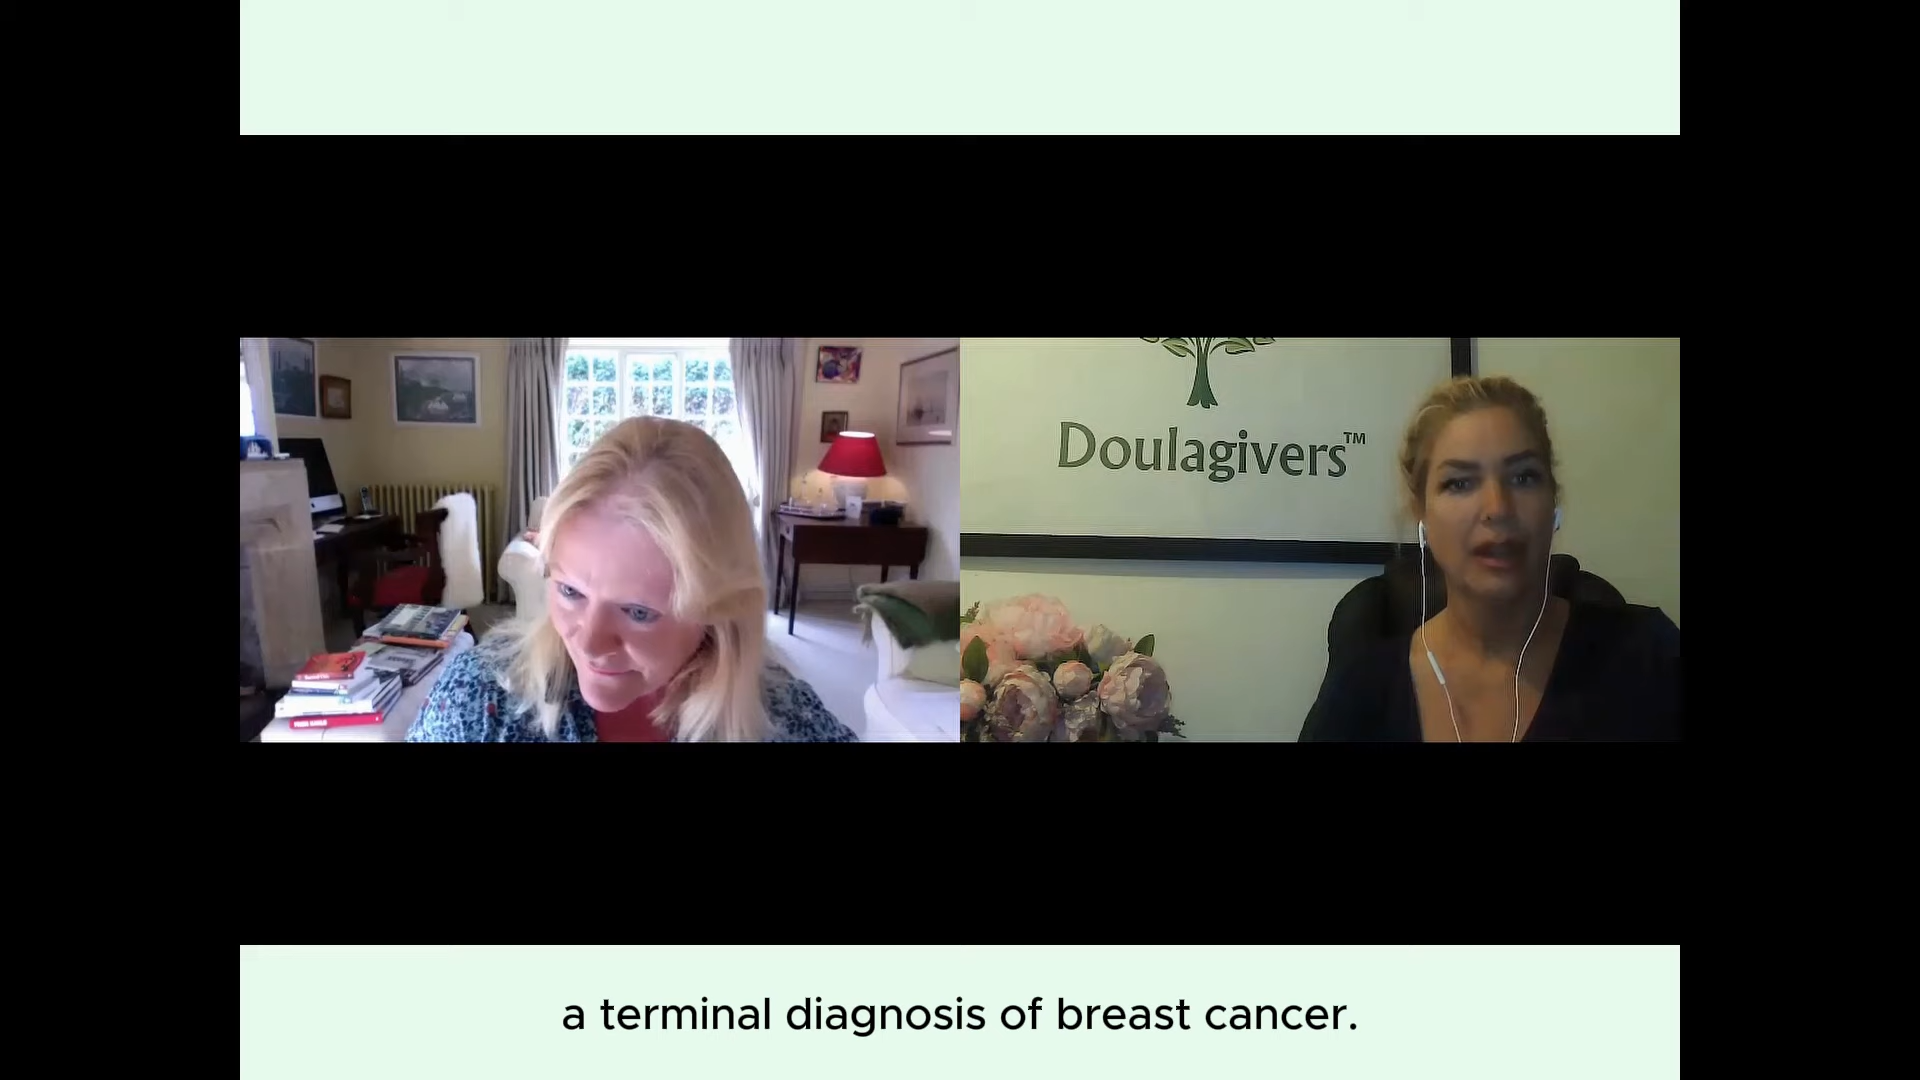 Doulagivers™
a terminal diagnosis of breast cancer.